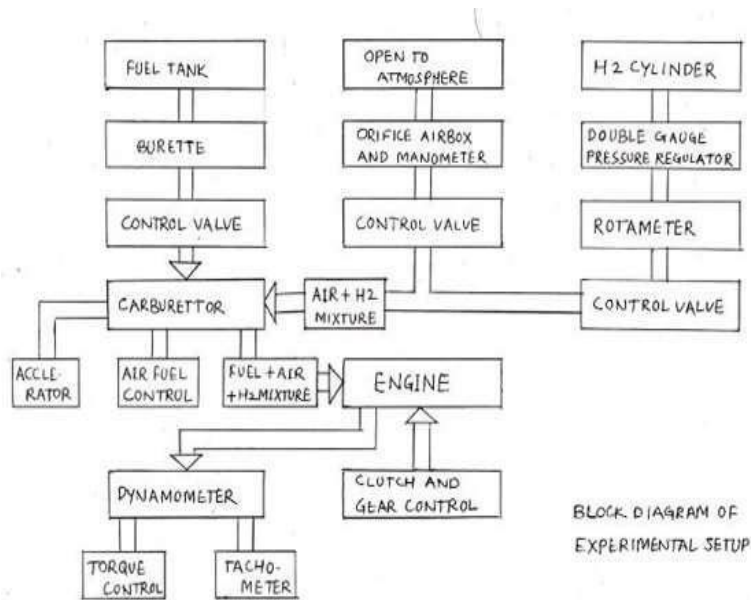 FUEL TANK
OPEN TO
ATMOSPHERE
H2 CYLINDER
BURETTE
ORIFICE AIRBOX
AND MANOMETER
DOUBLE GAUGE
PRESSURE REGULATOR
CONTROL VALVE
CONTROL VALVE
ROTAMETER
CARBURETTOR
AIR + H2
MIXTURE
CONTROL VALVE
ACCLE-
RATOR
AIR FUEL
CONTROL
FUEL + AIR
+ H2 MIXTURE
ENGINE
DYNAMOMETER
CLUTCH AND
GEAR CONTROL
TORQUE
CONTROL
TACHO-
METER
BLOCK DIAGRAM OF
EXPERIMENTAL SETUP